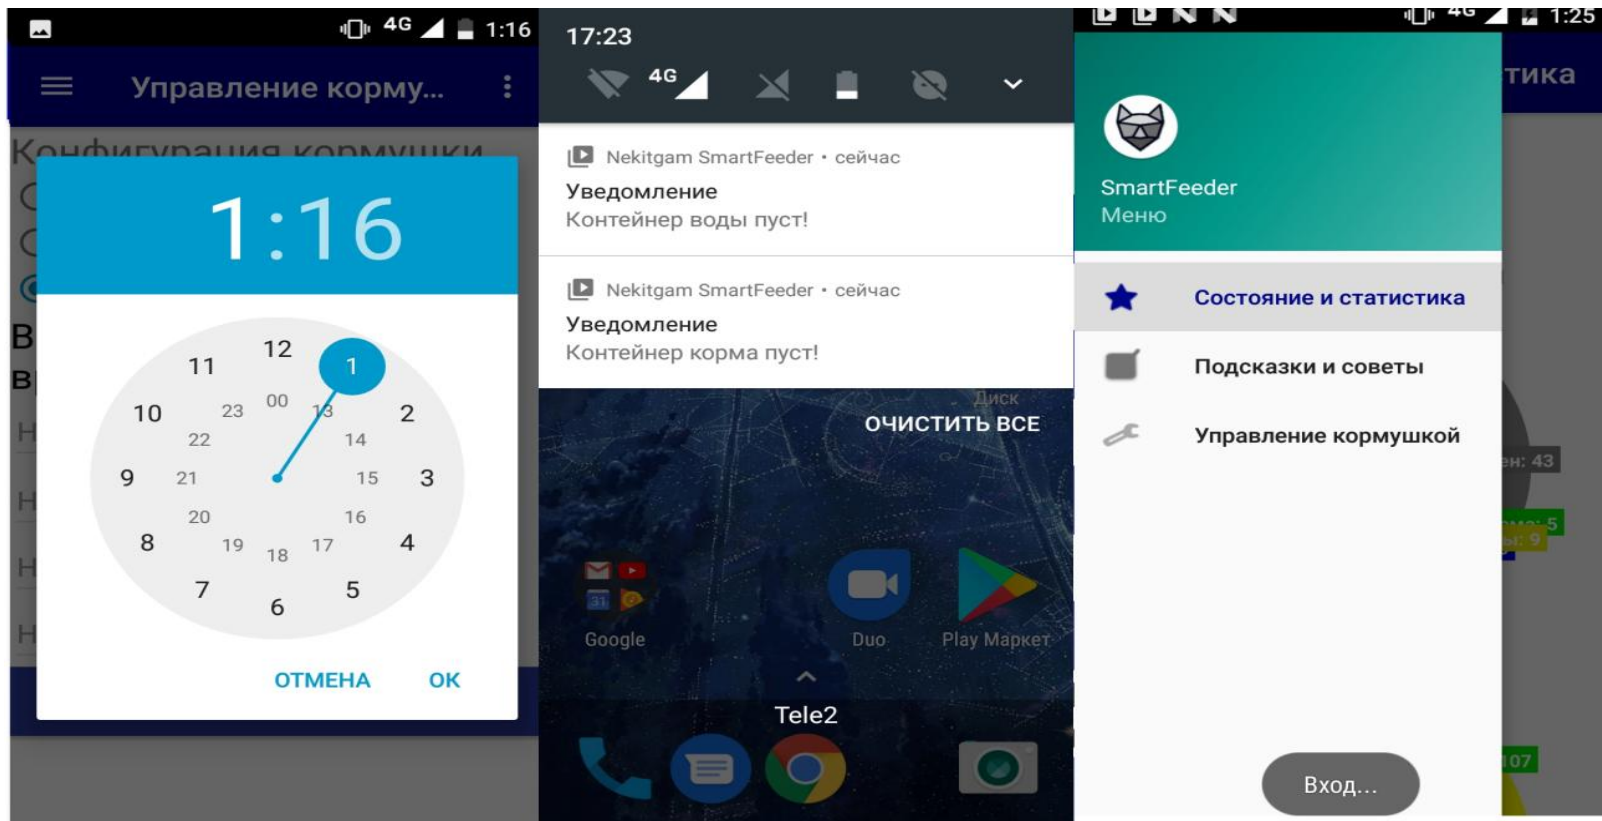 4G 1:16
Управление корму...
Конфигурация кормушки
1:16
12
11 1
10 23 00 13 2
22 14
9 21 15 3
20 16
8 19 18 17 4
7 5
6
ОТМЕНА OK
17:23
4G
Nekitgam SmartFeeder • сейчас
Уведомление
Контейнер воды пуст!
Nekitgam SmartFeeder • сейчас
Уведомление
Контейнер корма пуст!
Диск
ОЧИСТИТЬ ВСЕ
31
Google Duo Play Маркет
Tele2
4G 1:25
тика
SmartFeeder
Меню
Состояние и статистика
Подсказки и советы
Управление кормушкой
ен: 43
5
ы: 9
107
Вход...